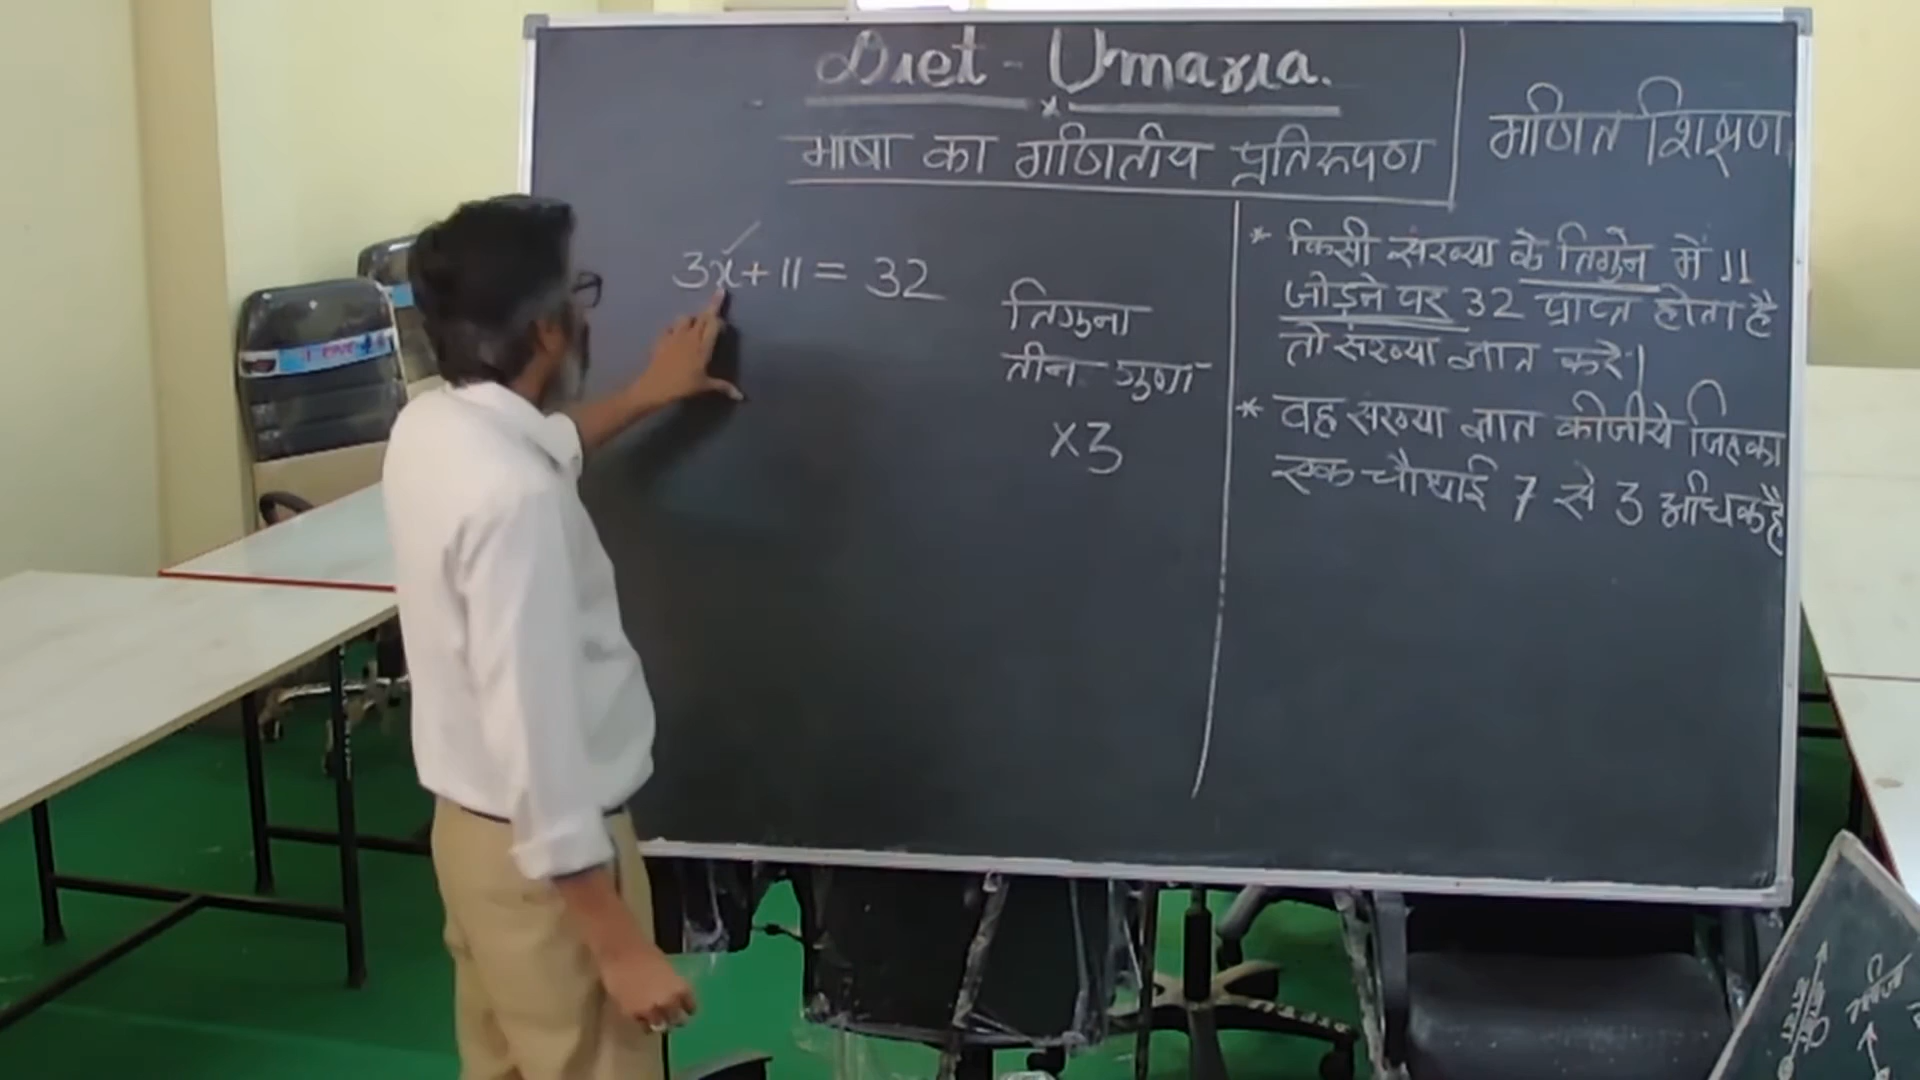 Diet - Umaria.
भाषा का गणितीय प्रतिरूपण
गणित शिक्षण
3x + 11 = 32
तिगुना
तीन गुणा
×3
* किसी संख्या के तिगुने में 11
जोड़ने पर 32 प्राप्त होता है
तो संख्या ज्ञात करें।
* वह संख्या ज्ञात कीजीये जिसका
एक चौथाई 7 से 3 अधिक है